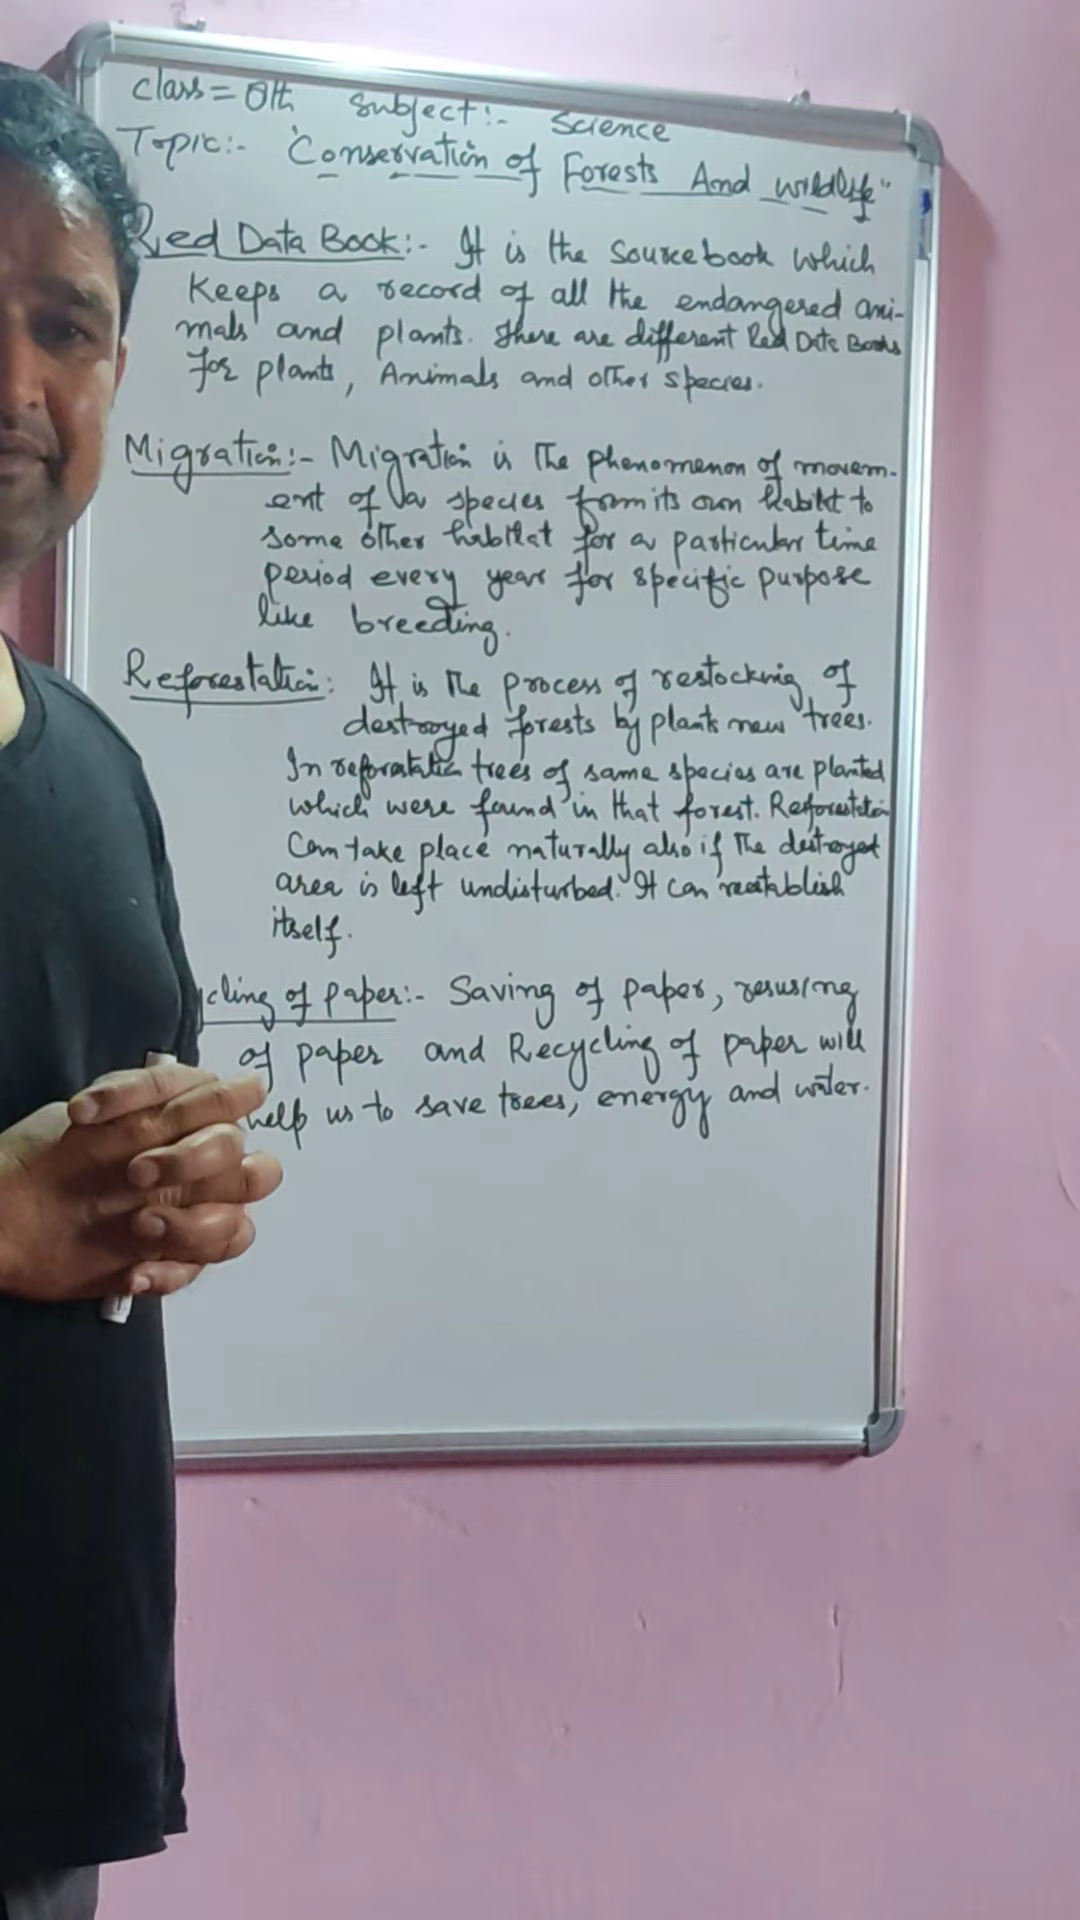 class = 8th Subject:- Science
Topic:- "Conservation of Forests And wildlife"
Red Data Book:- It is the Source book which
Keeps a record of all the endangered ani-
mals and plants. There are different Red Data Books
for plants, Animals and other species.
Migration:- Migration is The phenomenon of movem-
ent of a species from its own habitat to
some other habitat for a particular time
period every year for specific purpose
like breeding.
Reforestation: It is The process of restocking of
destroyed forests by plants new trees.
In reforestation trees of same species are planted
which were found in that forest. Reforestation
Can take place naturally also if The destroyed
area is left undisturbed. It can reestablish
itself.
cling of paper:- Saving of paper, resusing
of paper and Recycling of paper will
help us to save trees, energy and water.